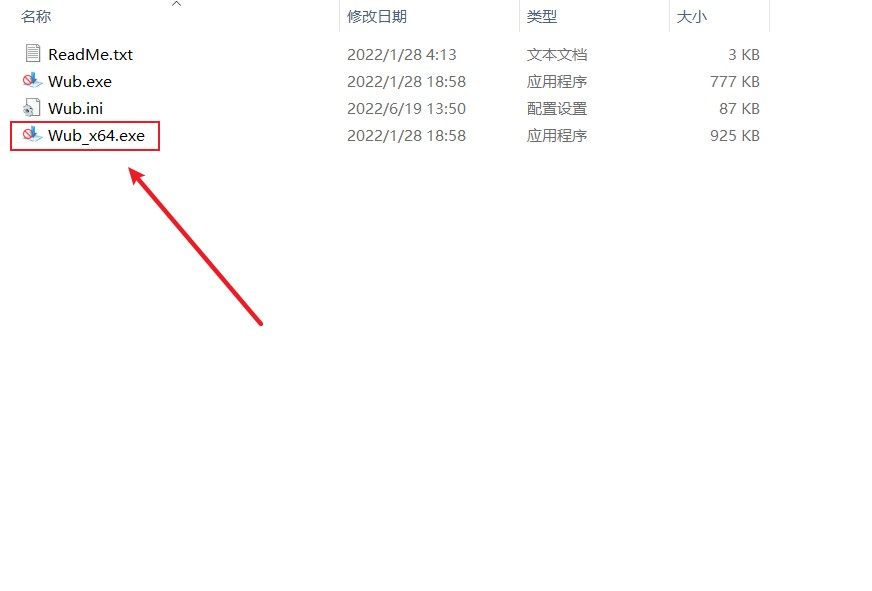 名称 修改日期 类型 大小
ReadMe.txt 2022/1/28 4:13 文本文档 3 KB
Wub.exe 2022/1/28 18:58 应用程序 777 KB
Wub.ini 2022/6/19 13:50 配置设置 87 KB
Wub_x64.exe 2022/1/28 18:58 应用程序 925 KB